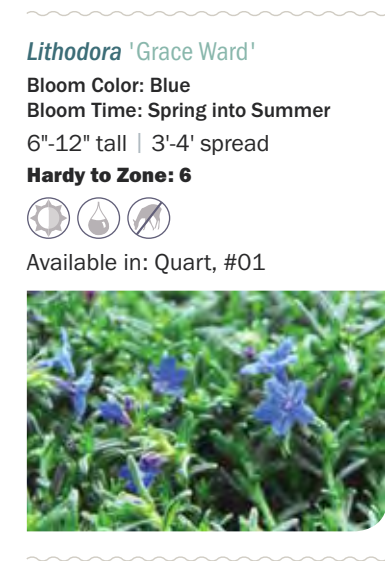 Lithodora 'Grace Ward'
Bloom Color: Blue
Bloom Time: Spring into Summer
6"-12" tall | 3'-4' spread
Hardy to Zone: 6
Available in: Quart, #01